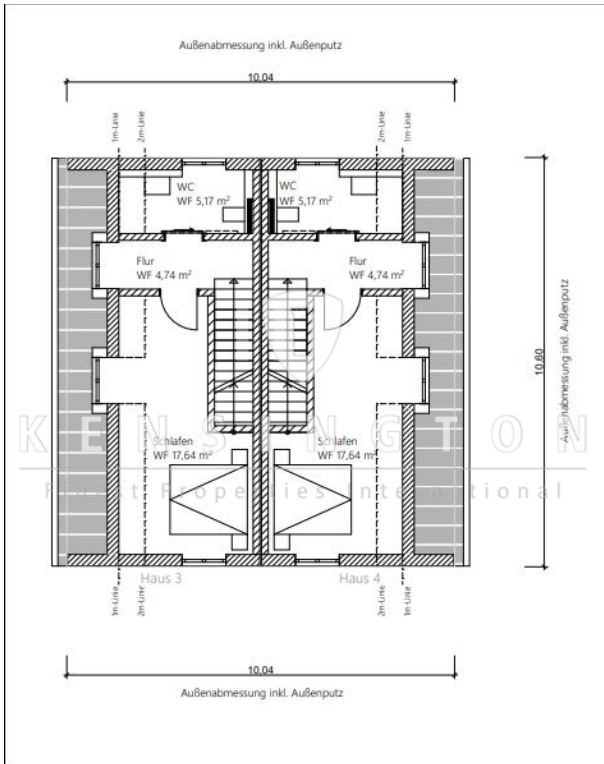 Außenabmessung inkl. Außenputz
10,04
1m-Linie
2m-Linie
2m-Linie
1m-Linie
WC
WF 5,17 m²
WC
WF 5,17 m²
Flur
WF 4,74 m²
Flur
WF 4,74 m²
10,60
Außenabmessung inkl. Außenputz
KENSINGTON
Finest Properties International
Schlafen
WF 17,64 m²
Schlafen
WF 17,64 m²
Haus 3
Haus 4
1m-Linie
2m-Linie
2m-Linie
1m-Linie
10,04
Außenabmessung inkl. Außenputz